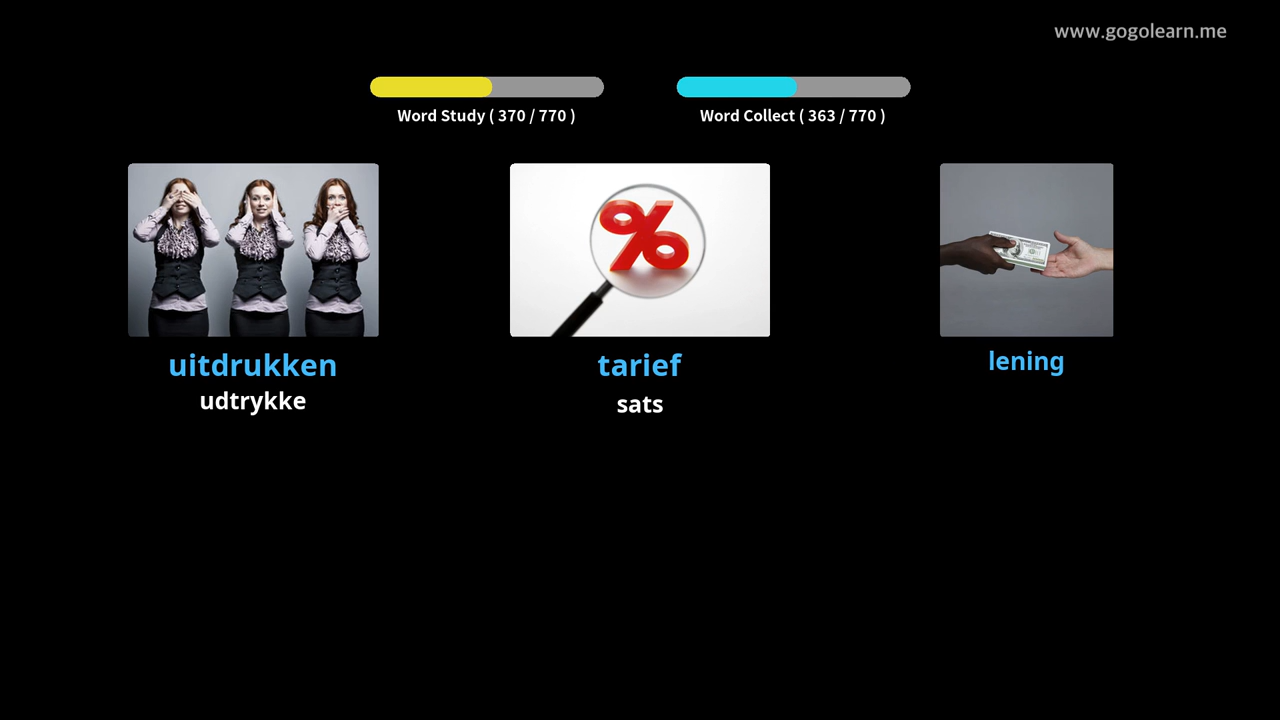 www.gogolearn.me
Word Study ( 370 / 770 )
Word Collect ( 363 / 770 )
uitdrukken
udtrykke
tarief
sats
lening